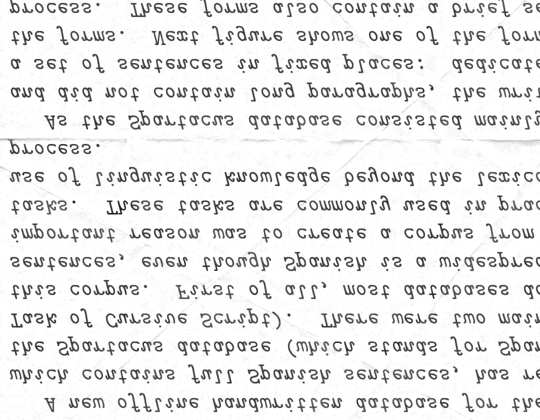 A new offline handwritten database for the
which contains full Spanish sentences, has re
the Spartacus database (which stands for Span
Task of Cursive Script). There were two main
this corpus. First of all, most databases do
sentences, even though Spanish is a widesprea
important reason was to create a corpus from
tasks. These tasks are commonly used in prac
use of linguistic knowledge beyond the lexico
process.
As the Spartacus database consisted mainly
and did not contain long paragraphs, the writ
a set of sentences in fixed places: dedicate
the forms. Next figure shows one of the form
process. These forms also contain a brief se